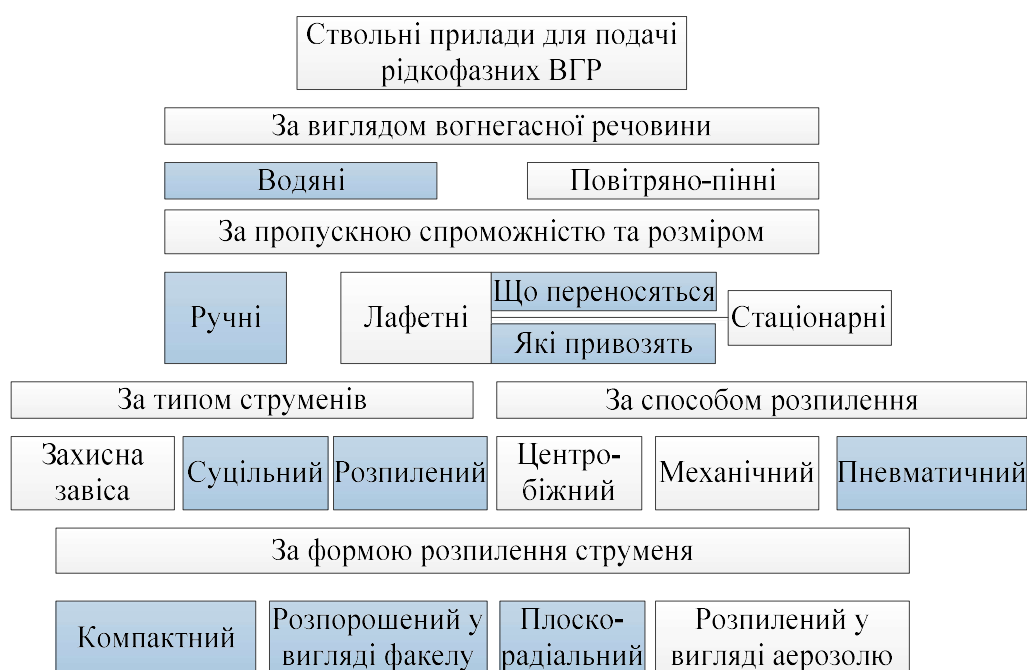 Ствольні прилади для подачі
рідкофазних ВГР
За виглядом вогнегасної речовини
Водяні
Повітряно-пінні
За пропускною спроможністю та розміром
Ручні
Лафетні
Що переносяться
Які привозять
Стаціонарні
За типом струменів
За способом розпилення
Захисна
завіса
Суцільний
Розпилений
Центро-
біжний
Механічний
Пневматичний
За формою розпилення струменя
Компактний
Розпорошений у
вигляді факелу
Плоско-
радіальний
Розпилений у
вигляді аерозолю